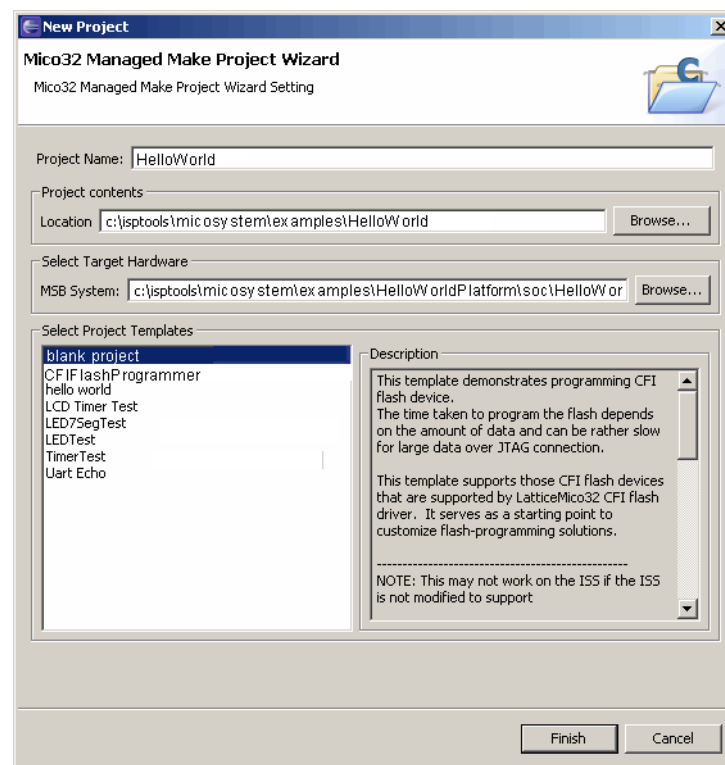 New Project
Mico32 Managed Make Project Wizard
Mico32 Managed Make Project Wizard Setting
Project Name: HelloWorld
Project contents
Location c:\isptools\micosystem\examples\HelloWorld Browse...
Select Target Hardware
MSB System: c:\isptools\micosystem\examples\HelloWorldPlatform\soc\HelloWor Browse...
Select Project Templates
blank project
CFIFlashProgrammer
hello world
LCD Timer Test
LED7SegTest
LEDTest
TimerTest
Uart Echo
Description
This template demonstrates programming CFI
flash device.
The time taken to program the flash depends
on the amount of data and can be rather slow
for large data over JTAG connection.
This template supports those CFI flash devices
that are supported by LatticeMico32 CFI flash
driver. It serves as a starting point to
customize flash-programming solutions.
--------------------------------------------------
NOTE: This may not work on the ISS if the ISS
is not modified to support
Finish Cancel